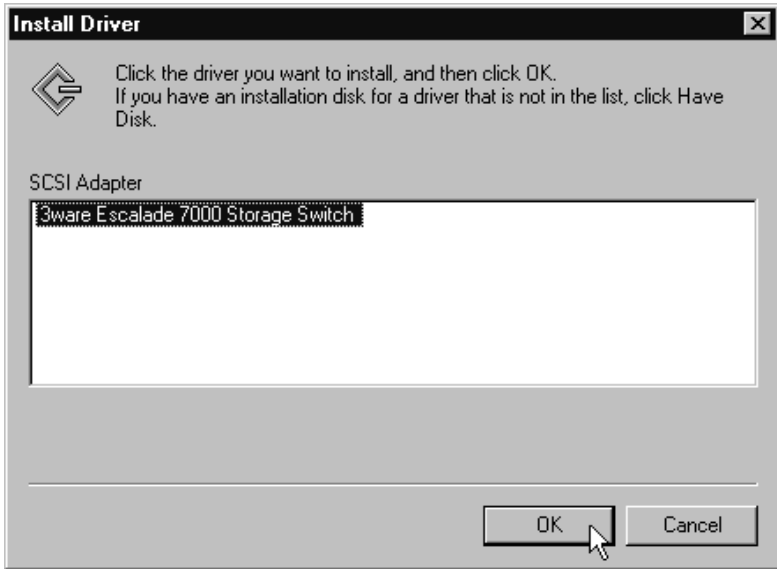 Install Driver
Click the driver you want to install, and then click OK.
If you have an installation disk for a driver that is not in the list, click Have
Disk.
SCSI Adapter
3ware Escalade 7000 Storage Switch
OK
Cancel